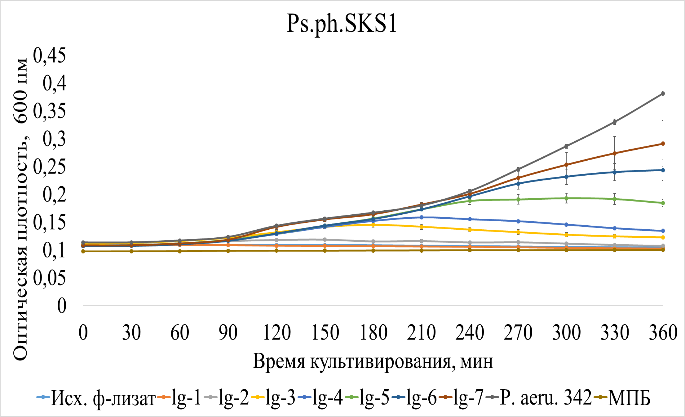 Ps.ph.SKS1
Оптическая плотность, 600 нм
0,45
0,4
0,35
0,3
0,25
0,2
0,15
0,1
0,05
0
0 30 60 90 120 150 180 210 240 270 300 330 360
Время культивирования, мин
Исх. ф-лизат lg-1 lg-2 lg-3 lg-4 lg-5 lg-6 lg-7 P. aeru. 342 МПБ